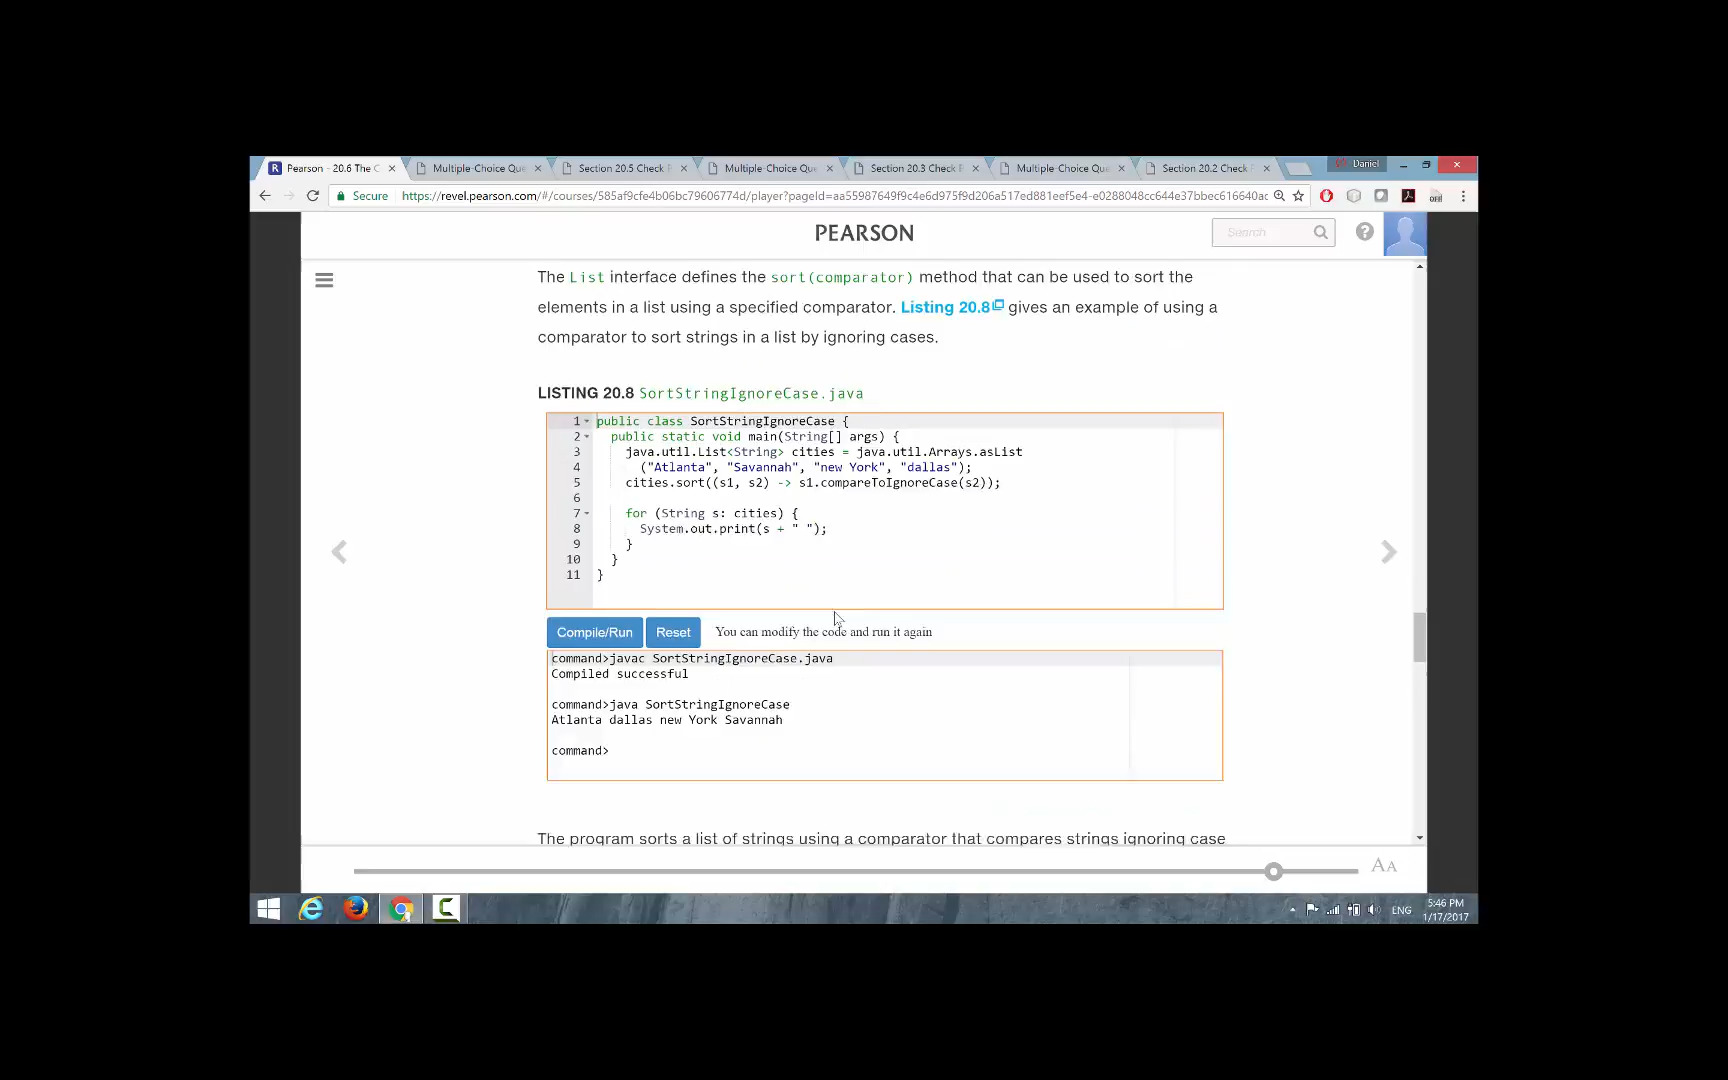 Pearson - 20.6 The C
Multiple-Choice Que
Section 20.5 Check P
Multiple-Choice Que
Section 20.3 Check P
Multiple-Choice Que
Section 20.2 Check P
Daniel
Secure
https://revel.pearson.com/#/courses/585af9cfe4b06bc79606774d/player?pageId=aa55987649f9c4e6d975f9d206a517ed881eef5e4-e0288048cc644e37bbec616640ac
PEARSON
Search
The List interface defines the sort(comparator) method that can be used to sort the
elements in a list using a specified comparator. Listing 20.8 gives an example of using a
comparator to sort strings in a list by ignoring cases.
LISTING 20.8 SortStringIgnoreCase.java
1 public class SortStringIgnoreCase {
2 public static void main(String[] args) {
3 java.util.List<String> cities = java.util.Arrays.asList
4 ("Atlanta", "Savannah", "new York", "dallas");
5 cities.sort((s1, s2) -> s1.compareToIgnoreCase(s2));
6
7 for (String s: cities) {
8 System.out.print(s + " ");
9 }
10 }
11 }
Compile/Run Reset You can modify the code and run it again
command>javac SortStringIgnoreCase.java
Compiled successful
command>java SortStringIgnoreCase
Atlanta dallas new York Savannah
command>
The program sorts a list of strings using a comparator that compares strings ignoring case
AA
ENG
5:46 PM
1/17/2017